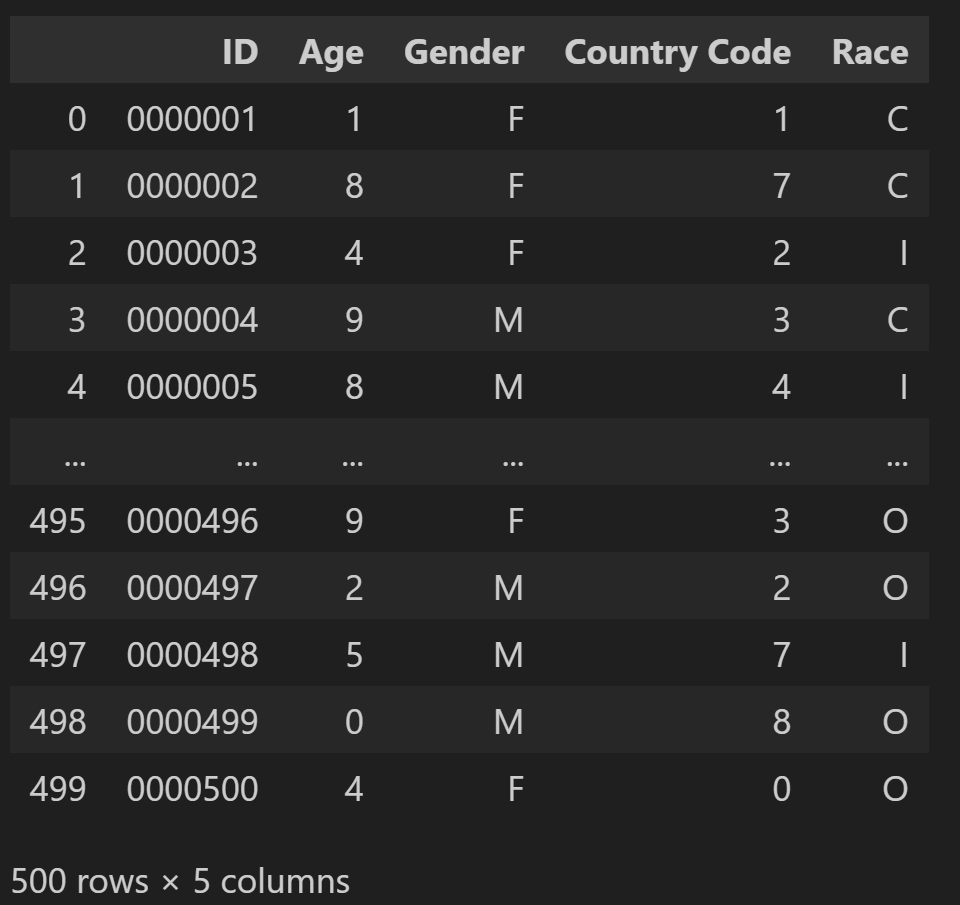 ID Age Gender Country Code Race
0 0000001 1 F 1 C
1 0000002 8 F 7 C
2 0000003 4 F 2 I
3 0000004 9 M 3 C
4 0000005 8 M 4 I
... ... ... ... ... ...
495 0000496 9 F 3 O
496 0000497 2 M 2 O
497 0000498 5 M 7 I
498 0000499 0 M 8 O
499 0000500 4 F 0 O
500 rows × 5 columns